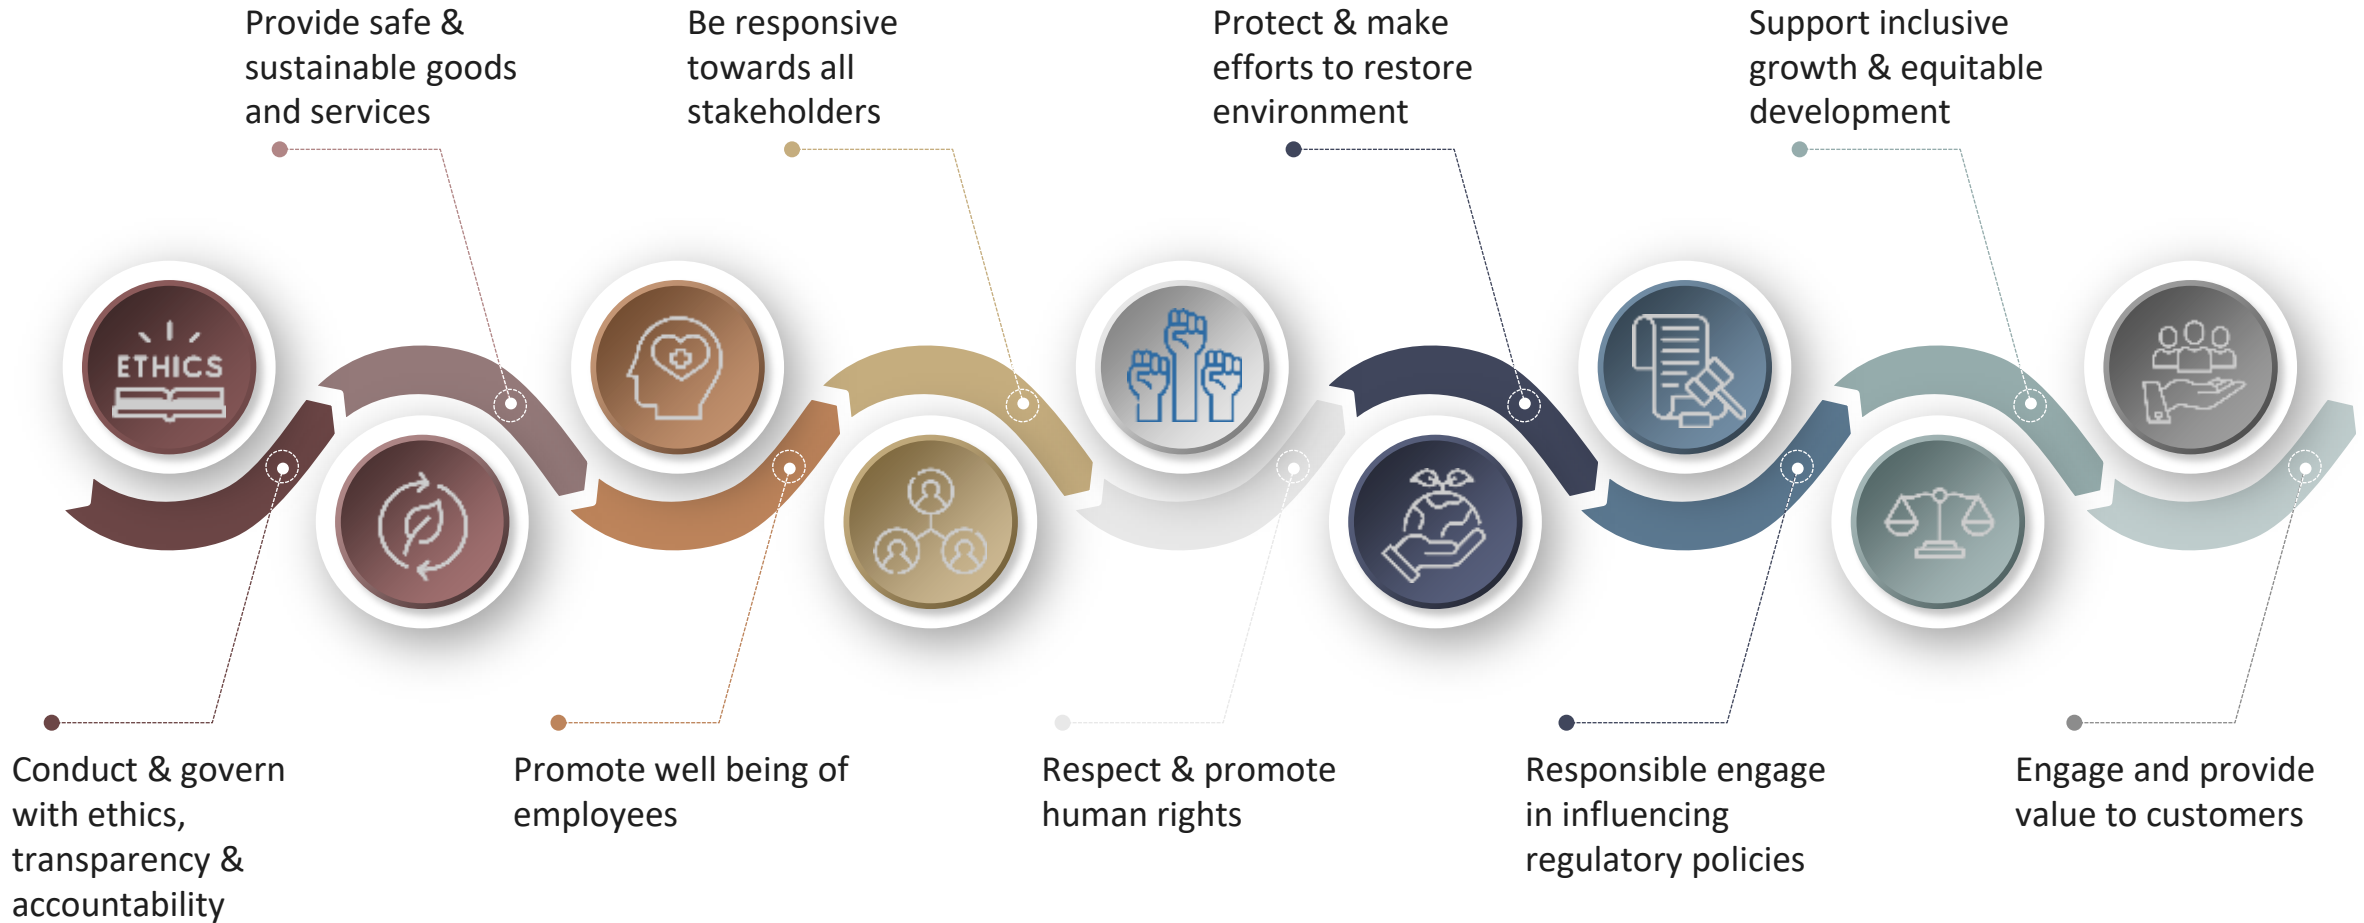 Provide safe &
sustainable goods
and services
Be responsive
towards all
stakeholders
Protect & make
efforts to restore
environment
Support inclusive
growth & equitable
development
ETHICS
Conduct & govern
with ethics,
transparency &
accountability
Promote well being of
employees
Respect & promote
human rights
Responsible engage
in influencing
regulatory policies
Engage and provide
value to customers